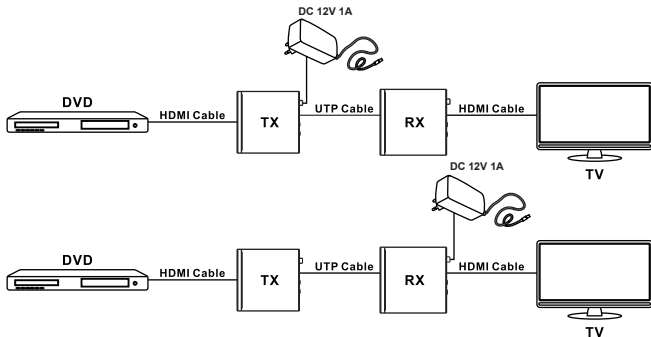 DC 12V 1A
DVD
HDMI Cable
TX
UTP Cable
RX
HDMI Cable
TV
DC 12V 1A
DVD
HDMI Cable
TX
UTP Cable
RX
HDMI Cable
TV